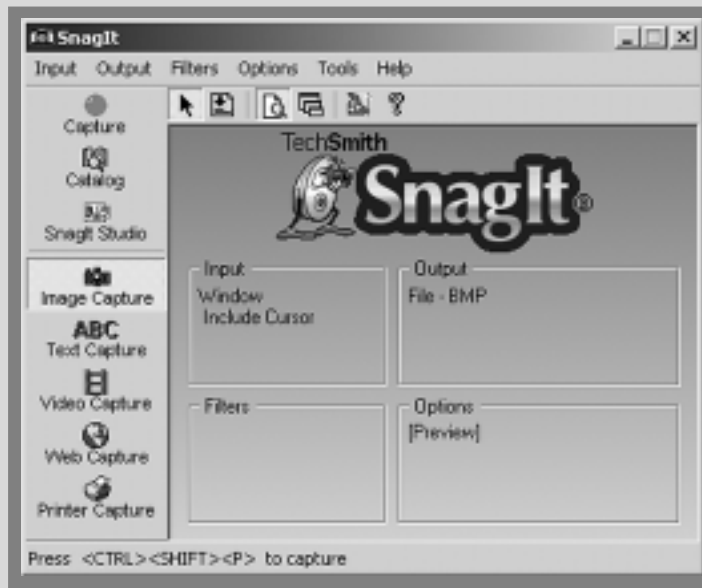 SnagIt
Input Output Filters Options Tools Help
Capture
Catalog
SnagIt Studio
Image Capture
ABC
Text Capture
Video Capture
Web Capture
Printer Capture
TechSmith
SnagIt®
Input
Window
Include Cursor
Output
File - BMP
Filters
Options
[Preview]
Press <CTRL><SHIFT><P> to capture